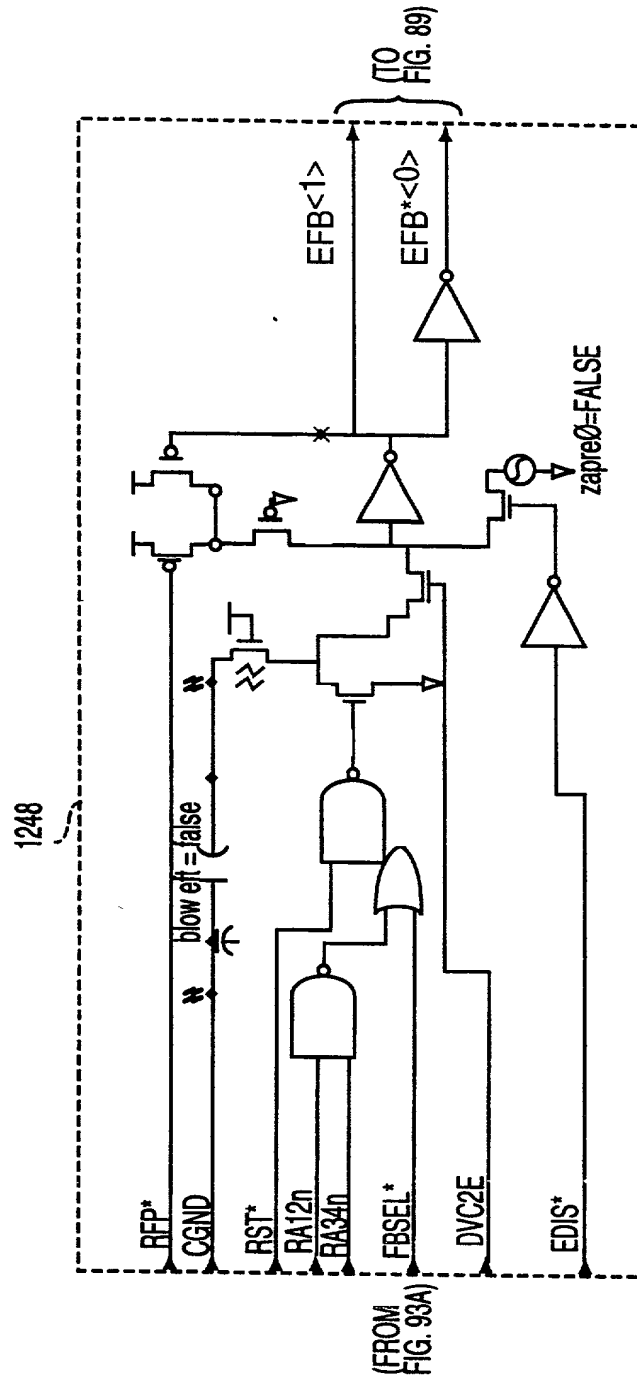 1248
RFP*
CGND
blow eft = false
RST*
RA12n
RA34n
FBSEL*
DVC2E
EDIS*
(FROM
FIG. 93A)
EFB<1>
EFB*<0>
(TO
FIG. 89)
zapreØ=FALSE